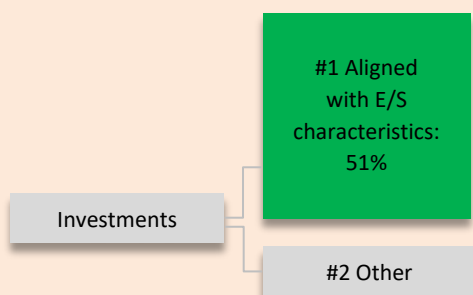 #1 Aligned
with E/S
characteristics:
51%
Investments
#2 Other